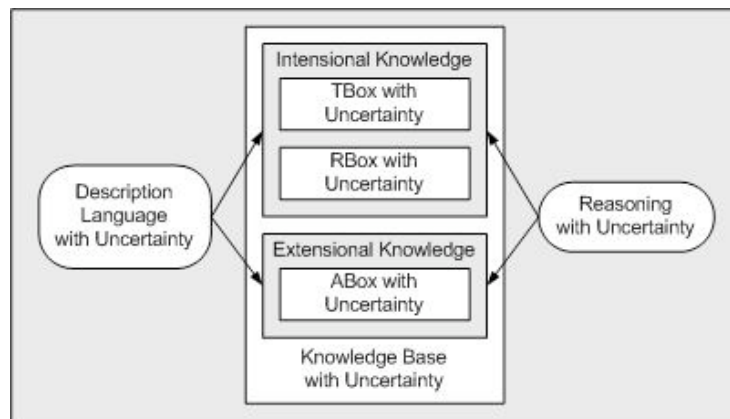 Intensional Knowledge
TBox with
Uncertainty
RBox with
Uncertainty
Description
Language
with Uncertainty
Reasoning
with Uncertainty
Extensional Knowledge
ABox with
Uncertainty
Knowledge Base
with Uncertainty